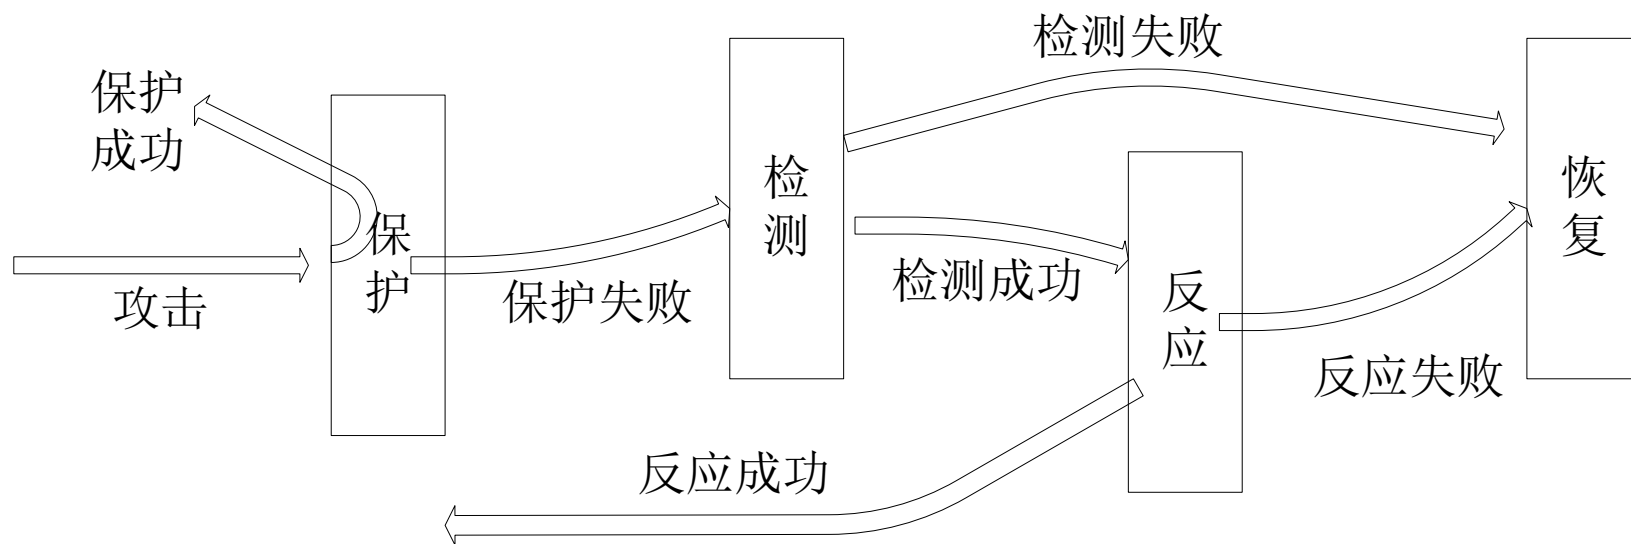 检测失败
保护
成功
检
测
恢
复
保
护
检测成功
保护失败
攻击
反
应
反应失败
反应成功